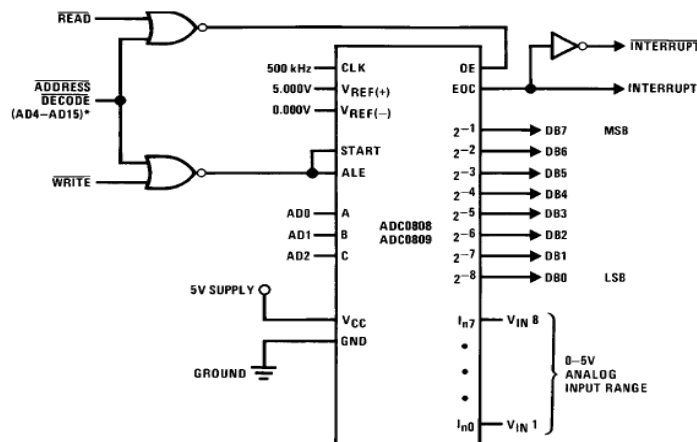 READ
ADDRESS
DECODE
(AD4–AD15)*
WRITE
500 kHz
5.000V
0.000V
AD0
AD1
AD2
5V SUPPLY
GROUND
CLK
VREF(+)
VREF(−)
START
ALE
A
B
C
VCC
GND
ADC0808
ADC0809
OE
EOC
2−1
2−2
2−3
2−4
2−5
2−6
2−7
2−8
In7
In0
INTERRUPT
INTERRUPT
DB7 MSB
DB6
DB5
DB4
DB3
DB2
DB1
DB0 LSB
VIN 8
VIN 1
0–5V
ANALOG
INPUT RANGE